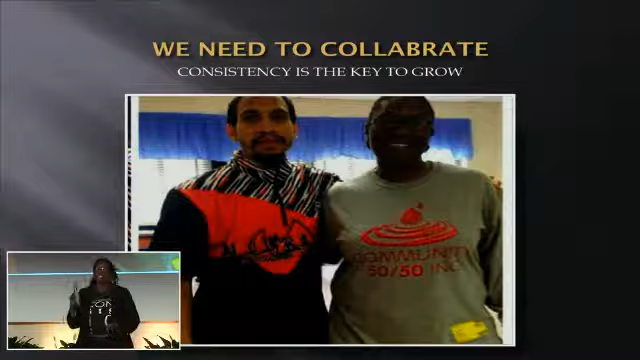 WE NEED TO COLLABRATE
CONSISTENCY IS THE KEY TO GROW
COMMUNITY
50/50 INC